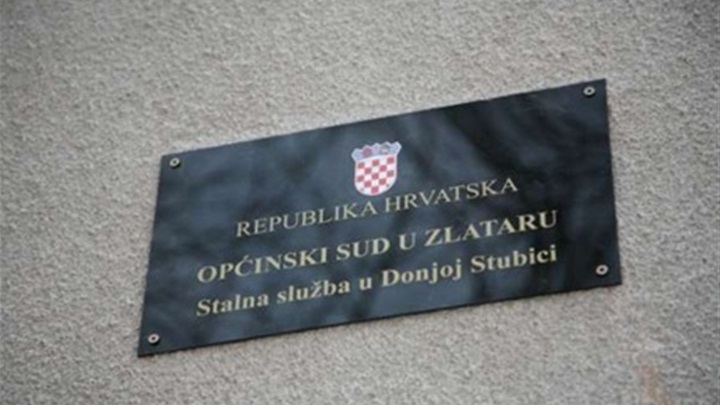 REPUBLIKA HRVATSKA
OPĆINSKI SUD U ZLATARU
Stalna služba u Donjoj Stubici